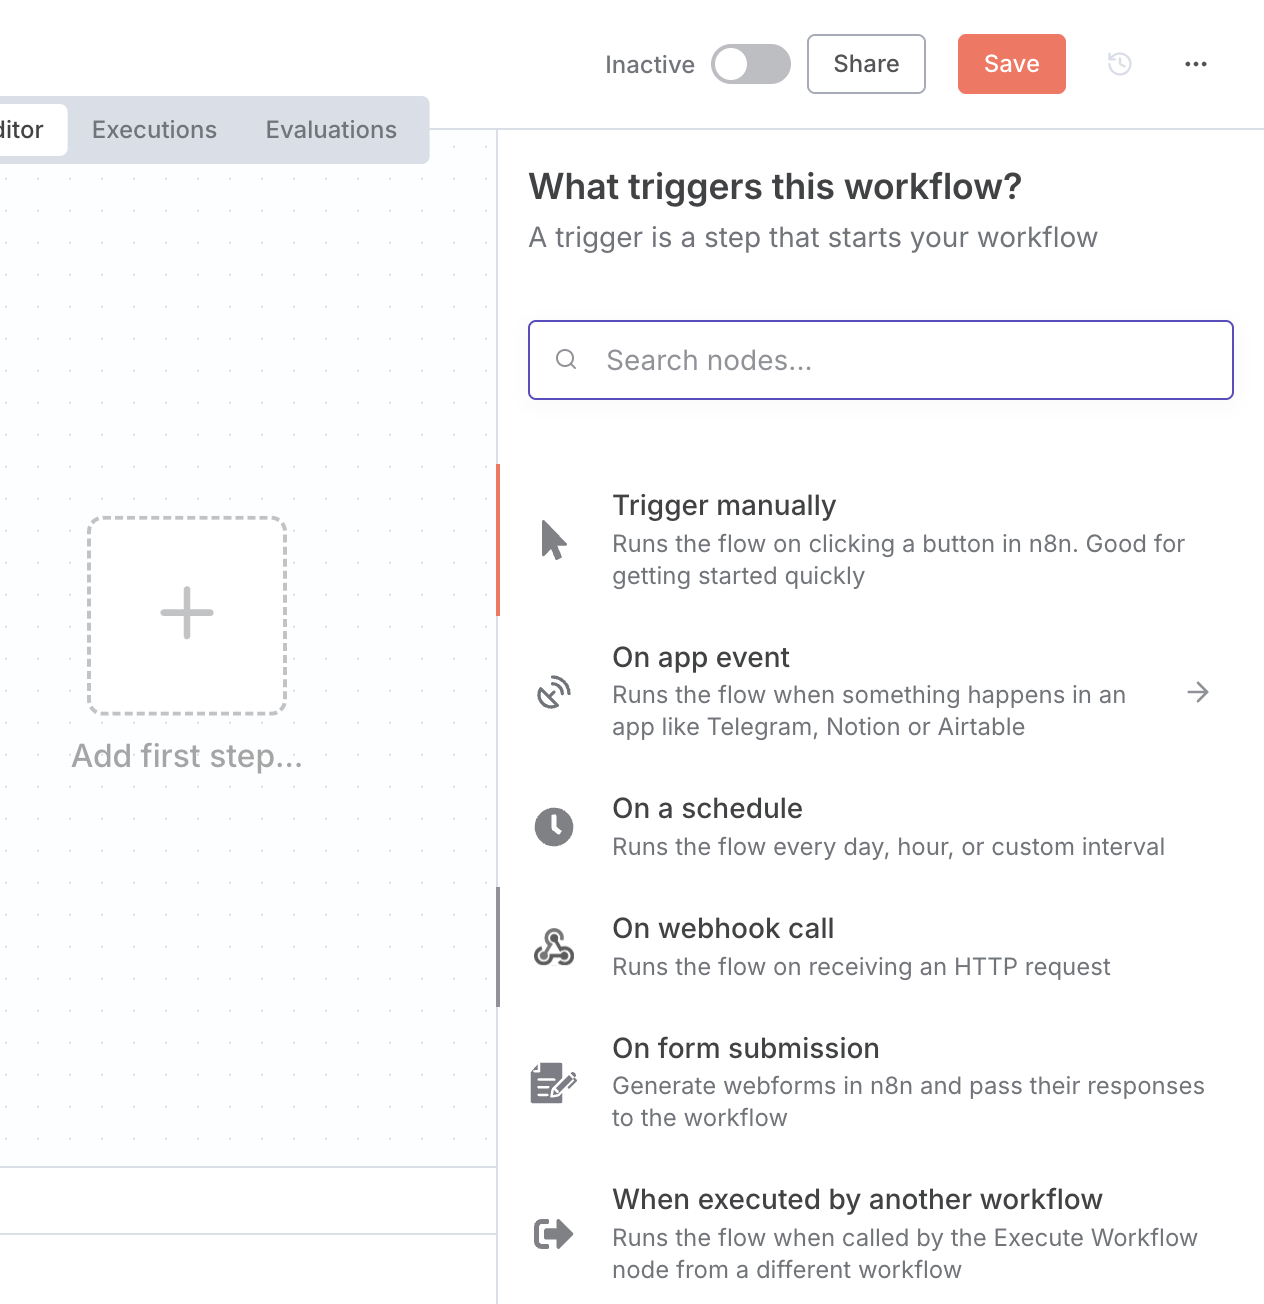 Inactive
Share
Save
Executions
Evaluations
What triggers this workflow?
A trigger is a step that starts your workflow
Search nodes...
Trigger manually
Runs the flow on clicking a button in n8n. Good for
getting started quickly
Add first step...
On app event
Runs the flow when something happens in an
app like Telegram, Notion or Airtable
On a schedule
Runs the flow every day, hour, or custom interval
On webhook call
Runs the flow on receiving an HTTP request
On form submission
Generate webforms in n8n and pass their responses
to the workflow
When executed by another workflow
Runs the flow when called by the Execute Workflow
node from a different workflow